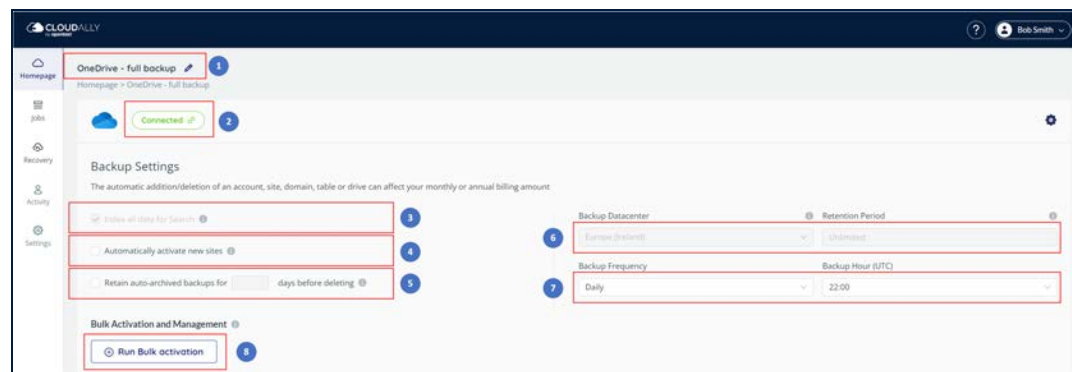 CLOUDALLY
by opentext
?
Bob Smith
Homepage
Jobs
Recovery
Activity
Settings
OneDrive - full backup
1
Homepage > OneDrive - full backup
Connected
2
Backup Settings
The automatic addition/deletion of an account, site, domain, table or drive can affect your monthly or annual billing amount
Index all data for Search
3
Automatically activate new sites
4
Retain auto-archived backups for days before deleting
5
Backup Datacenter
Retention Period
6
Europe (Ireland)
Unlimited
Backup Frequency
Backup Hour (UTC)
7
Daily
22:00
Bulk Activation and Management
Run Bulk activation
8